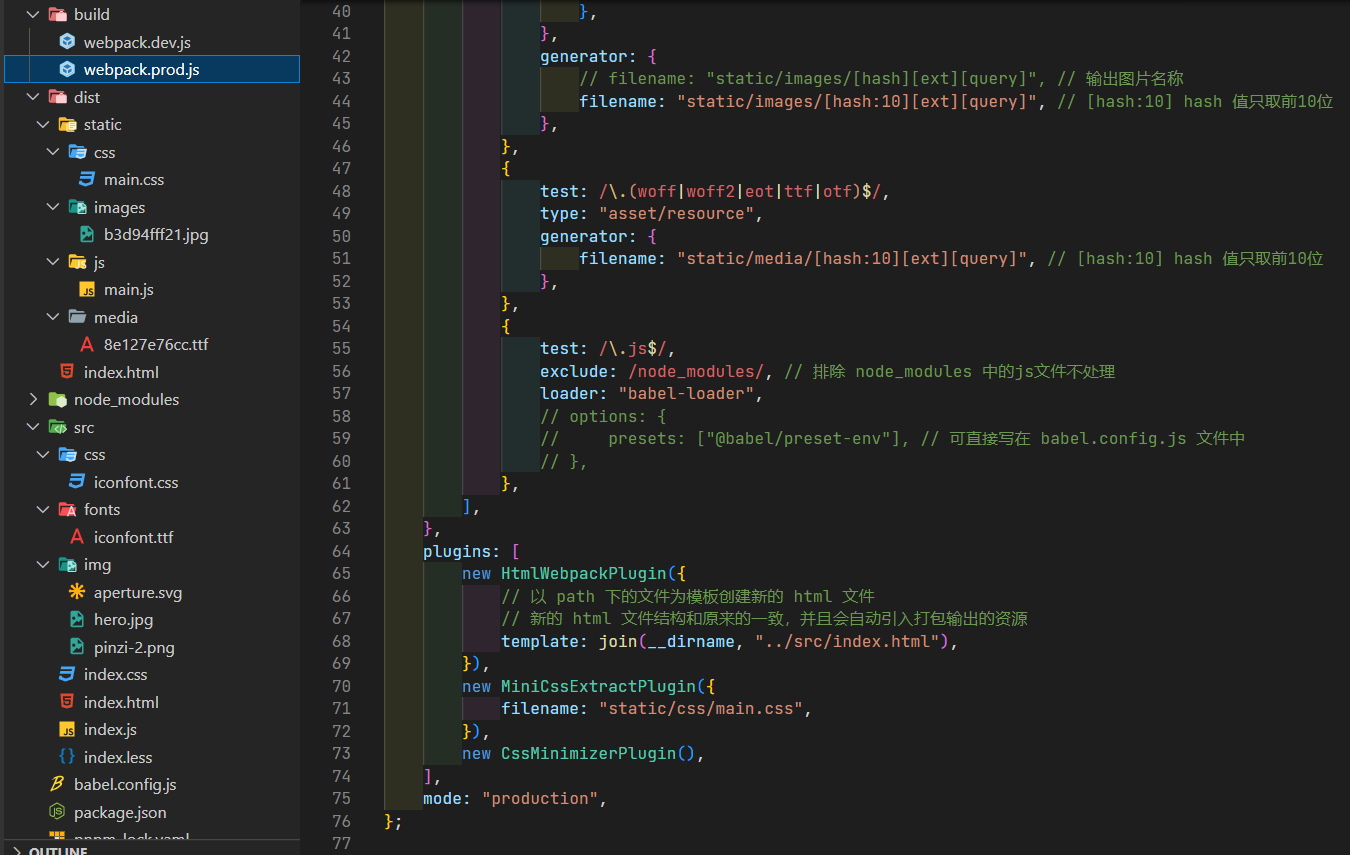 build
webpack.dev.js
webpack.prod.js
dist
static
css
main.css
images
b3d94fff21.jpg
js
main.js
media
8e127e76cc.ttf
index.html
node_modules
src
css
iconfont.css
fonts
iconfont.ttf
img
aperture.svg
hero.jpg
pinzi-2.png
index.css
index.html
index.js
index.less
babel.config.js
package.json
pnpm-lock.yaml
OUTLINE
40 },
41 },
42 generator: {
43 // filename: "static/images/[hash][ext][query]", // 输出图片名称
44 filename: "static/images/[hash:10][ext][query]", // [hash:10] hash 值只取前10位
45 },
46 },
47 {
48 test: /\.(woff|woff2|eot|ttf|otf)$/,
49 type: "asset/resource",
50 generator: {
51 filename: "static/media/[hash:10][ext][query]", // [hash:10] hash 值只取前10位
52 },
53 },
54 {
55 test: /\.js$/,
56 exclude: /node_modules/, // 排除 node_modules 中的js文件不处理
57 loader: "babel-loader",
58 // options: {
59 //     presets: ["@babel/preset-env"], // 可直接写在 babel.config.js 文件中
60 // },
61 },
62 ],
63 },
64 plugins: [
65 new HtmlWebpackPlugin({
66 // 以 path 下的文件为模板创建新的 html 文件
67 // 新的 html 文件结构和原来的一致，并且会自动引入打包输出的资源
68 template: join(__dirname, "../src/index.html"),
69 }),
70 new MiniCssExtractPlugin({
71 filename: "static/css/main.css",
72 }),
73 new CssMinimizerPlugin(),
74 ],
75 mode: "production",
76 };
77